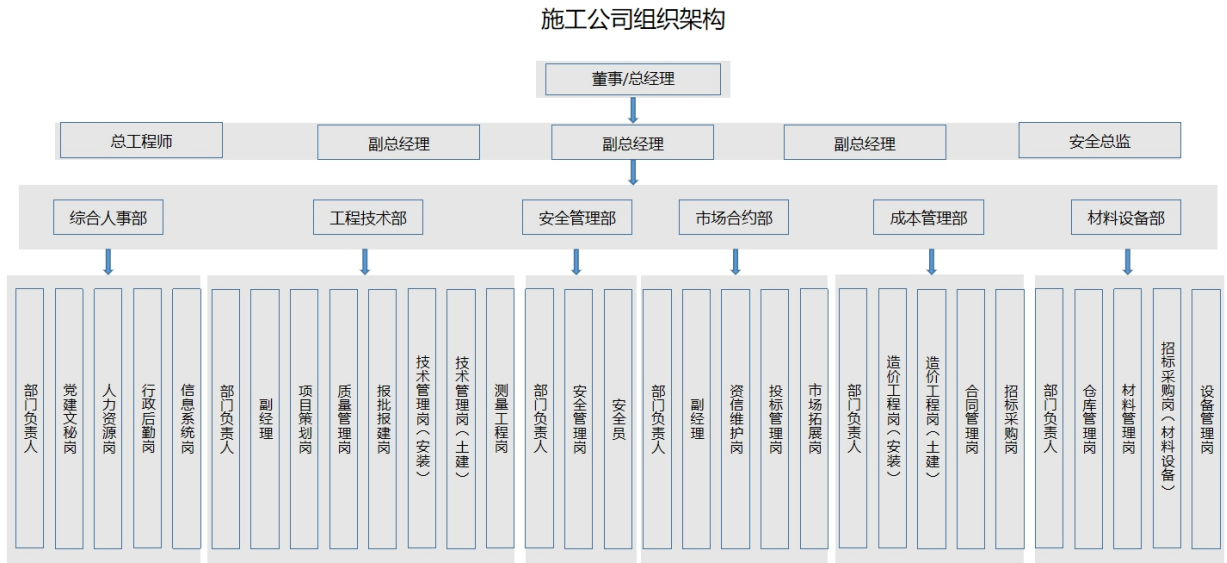 施工公司组织架构
董事/总经理
总工程师
副总经理
副总经理
副总经理
安全总监
综合人事部
工程技术部
安全管理部
市场合约部
成本管理部
材料设备部
部门负责人
党建文秘岗
人力资源岗
行政后勤岗
信息系统岗
部门负责人
副经理
项目策划岗
质量管理岗
报批报建岗
技术管理岗（安装）
技术管理岗（土建）
测量工程岗
部门负责人
安全管理岗
安全员
部门负责人
副经理
资信维护岗
投标管理岗
市场拓展岗
部门负责人
造价工程岗（安装）
造价工程岗（土建）
合同管理岗
招标采购岗
部门负责人
仓库管理岗
材料管理岗
招标采购岗（材料设备）
设备管理岗